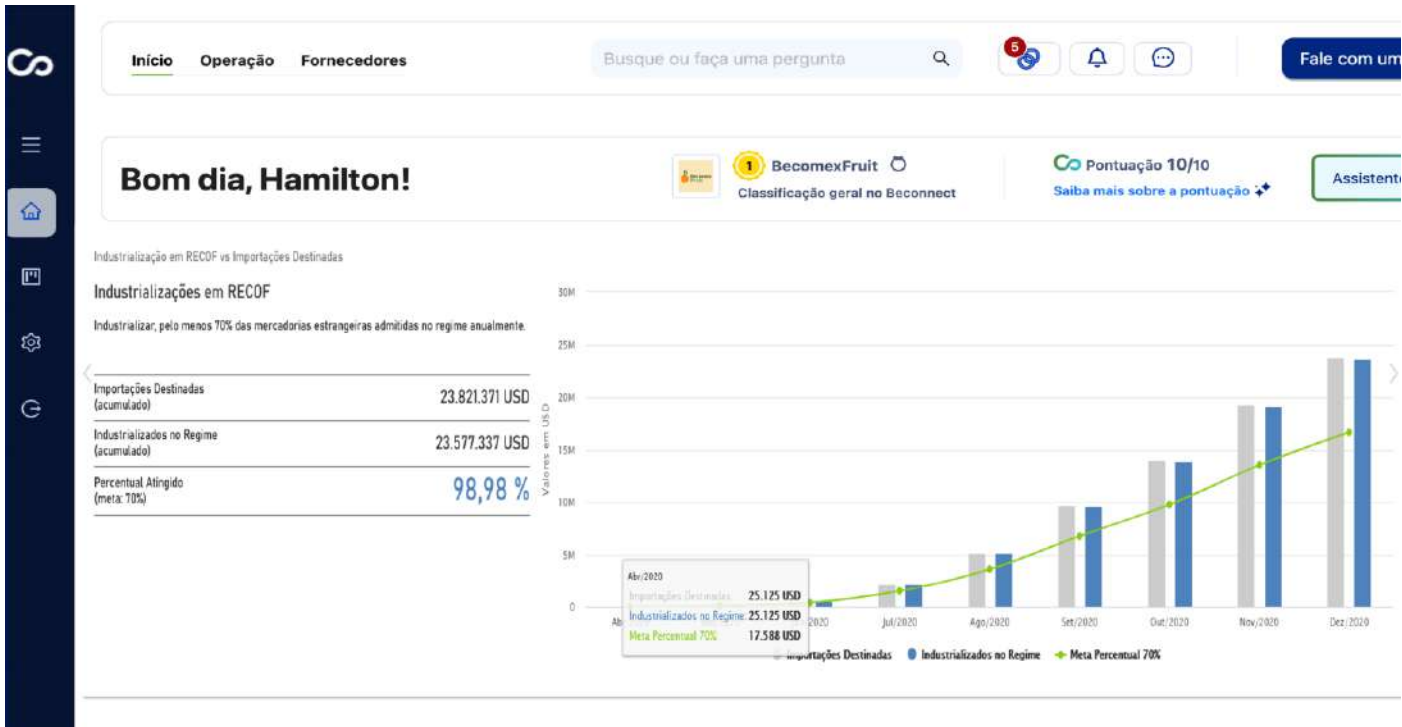 Início Operação Fornecedores
Busque ou faça uma pergunta
5
Fale com um
Bom dia, Hamilton!
1 BecomexFruit
Classificação geral no Beconnect
Pontuação 10/10
Saiba mais sobre a pontuação
Assistente
Industrialização em RECOF vs Importações Destinadas
Industrializações em RECOF
Industrializar, pelo menos 70% das mercadorias estrangeiras admitidas no regime anualmente.
Importações Destinadas
(acumulado)
23.821.371 USD
Industrializados no Regime
(acumulado)
23.577.337 USD
Percentual Atingido
(meta: 70%)
98,98 %
Valores em USD
30M
25M
20M
15M
10M
5M
0
Abr/2020
Importações Destinadas: 25.125 USD
Industrializados no Regime: 25.125 USD
Meta Percentual 70% 17.588 USD
Ab 2020 Jul/2020 Ago/2020 Set/2020 Out/2020 Nov/2020 Dez/2020
Importações Destinadas Industrializados no Regime Meta Percentual 70%